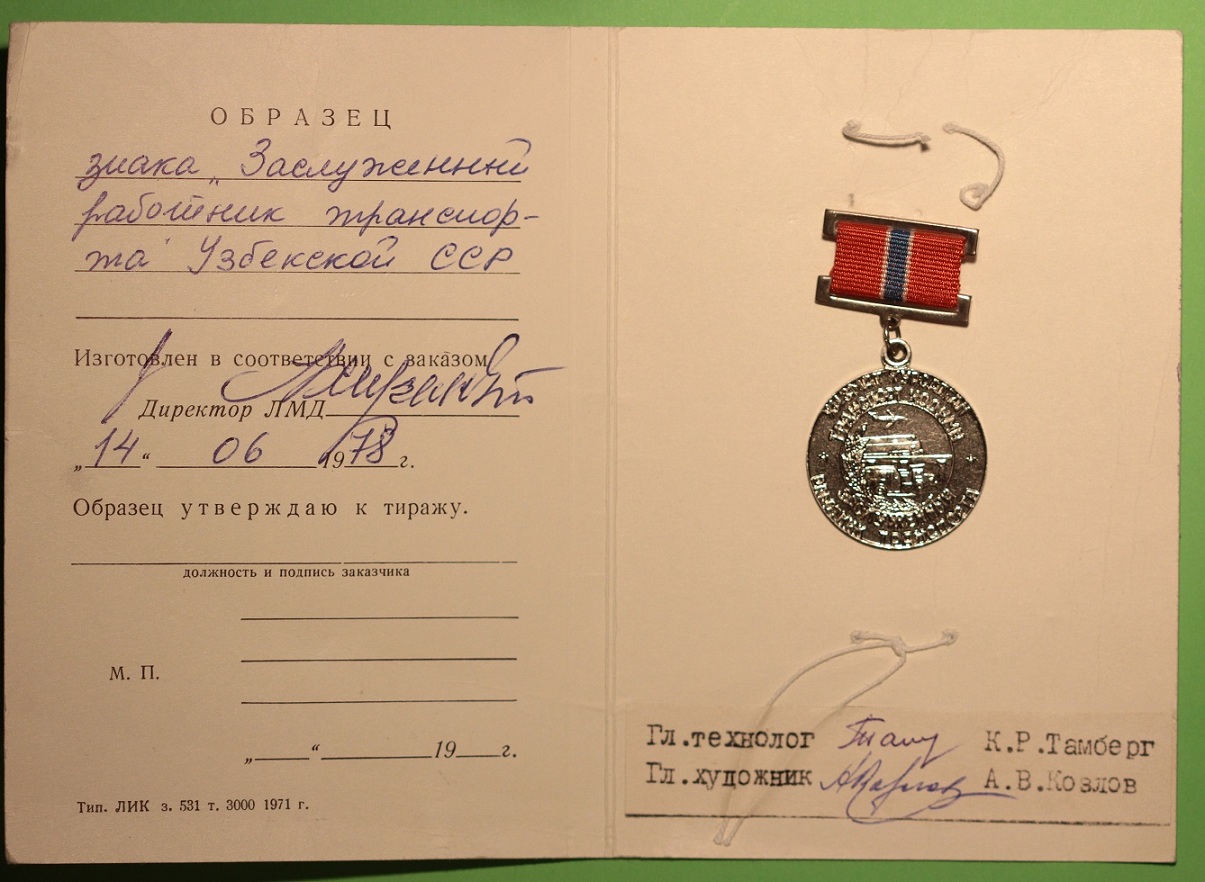 ОБРАЗЕЦ
знака „Заслуженный
работник транспор-
та" Узбекской ССР
Изготовлен в соответствии с заказом
Директор ЛМД
„14“ 06 1978 г.
Образец утверждаю к тиражу.
должность и подпись заказчика
М. П.
„ “ 19 г.
Тип. ЛИК з. 531 т. 3000 1971 г.
Гл.технолог К.Р.Тамберг
Гл.художник А.В.Козлов